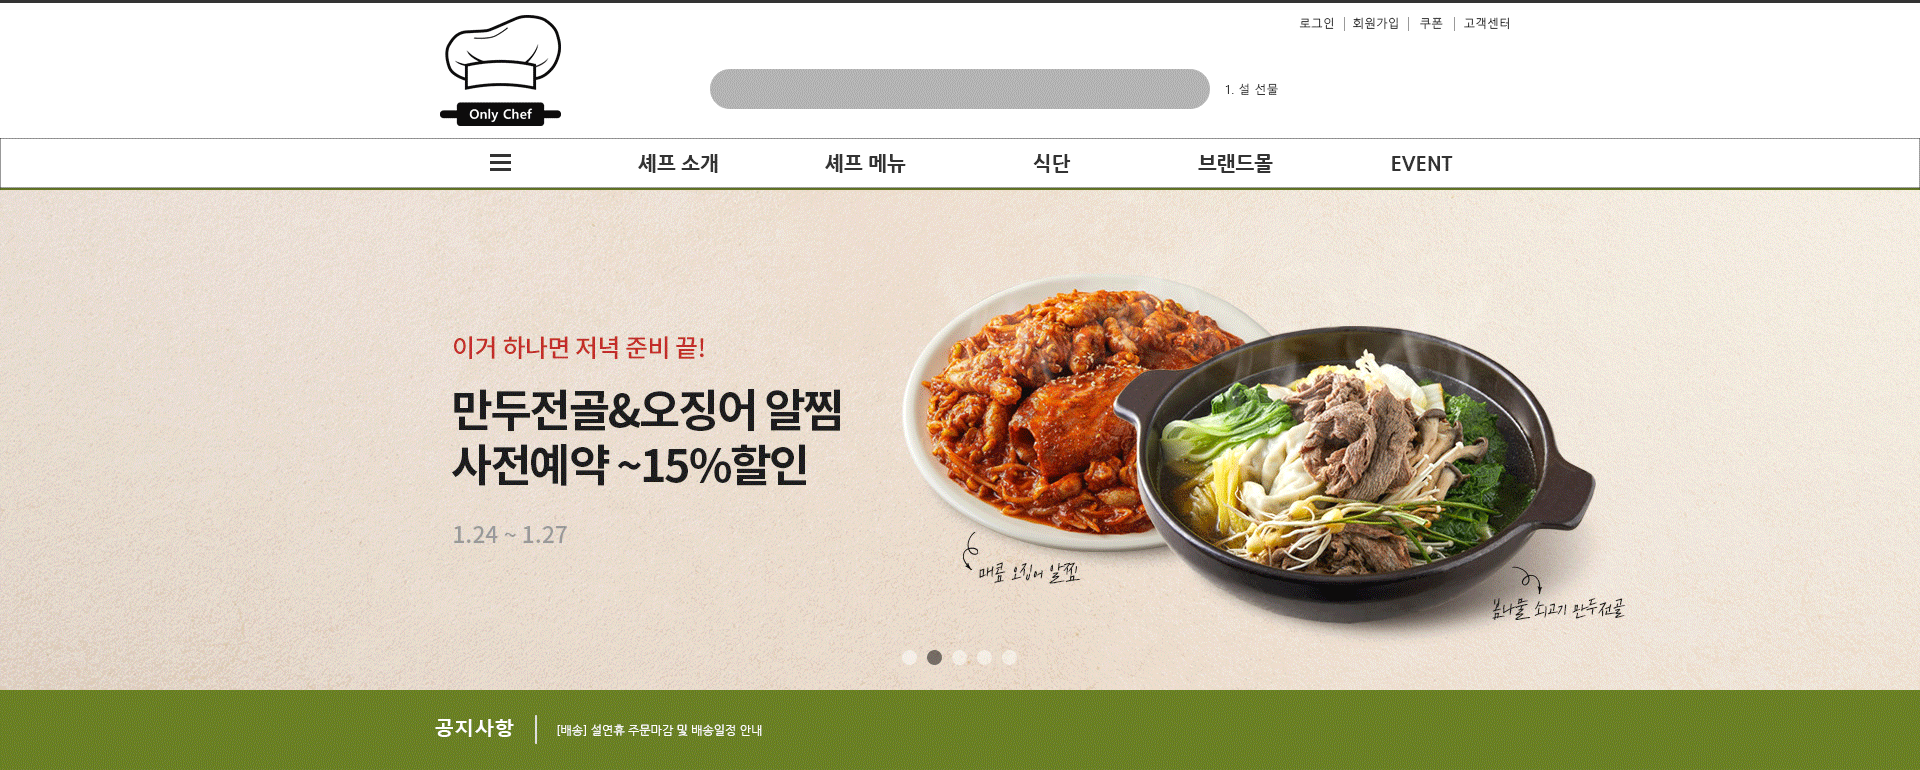 로그인 | 회원가입 | 쿠폰 | 고객센터
Only Chef
1. 설 선물
셰프 소개 셰프 메뉴 식단 브랜드몰 EVENT
이거 하나면 저녁 준비 끝!
만두전골&오징어 알찜
사전예약 ~15%할인
1.24 ~ 1.27
매콤 오징어 알찜
봄나물 쇠고기 만두전골
공지사항 | [배송] 설연휴 주문마감 및 배송일정 안내